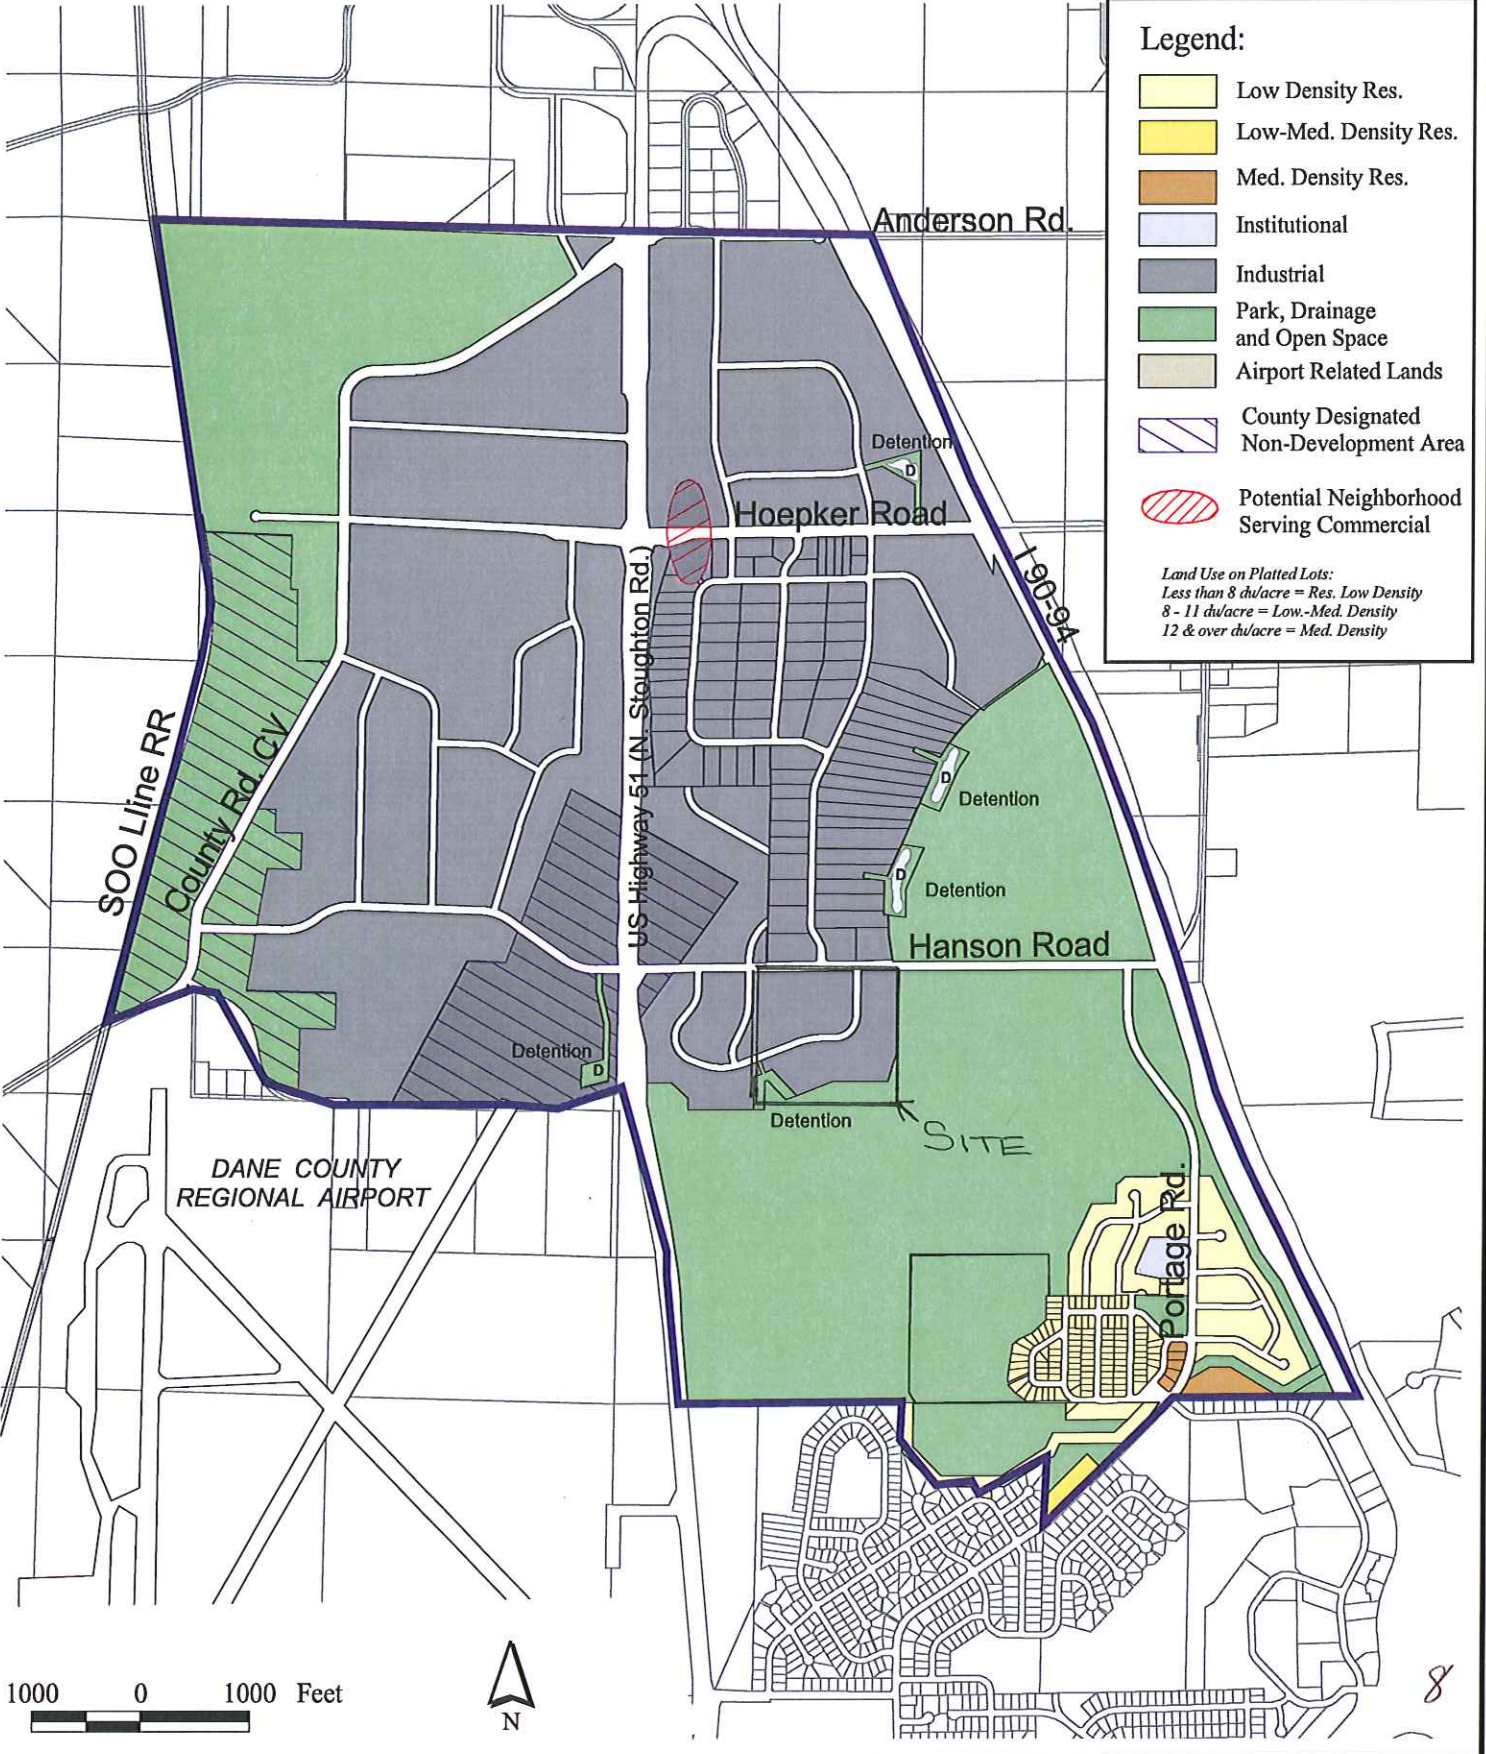 Legend:
Low Density Res.
Low-Med. Density Res.
Med. Density Res.
Institutional
Industrial
Park, Drainage
and Open Space
Airport Related Lands
County Designated
Non-Development Area
Potential Neighborhood
Serving Commercial
Land Use on Platted Lots:
Less than 8 du/acre = Res. Low Density
8 - 11 du/acre = Low.-Med. Density
12 & over du/acre = Med. Density
Anderson Rd.
Detention
D
Hoepker Road
I-90-94
US Highway 51 (N. Stoughton Rd.)
SOO Lline RR
County Rd. CV
D
Detention
D
Detention
Hanson Road
Detention
D
Detention
SITE
DANE COUNTY
REGIONAL AIRPORT
Portage Rd.
1000 0 1000 Feet
N
8